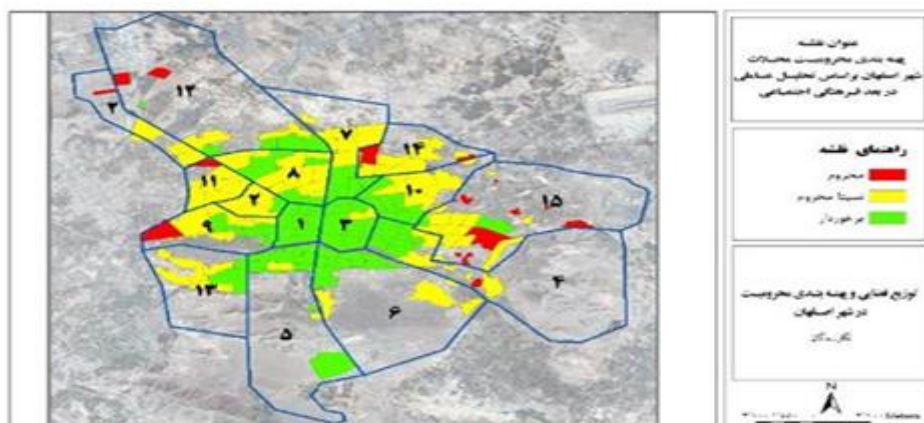 عنوان نقشه
پهنه بندی محرومیت محلات
شهر اصفهان براساس تحلیل عاملی
در بعد فرهنگی اجتماعی
راهنمای نقشه
محروم
نسبتا محروم
برخوردار
توزیع فضایی و پهنه بندی محرومیت
در شهر اصفهان
N
۱۲
۲
۷
۱۴
۸
۱۱
۲
۱۰
۱۵
۹
۱
۳
۱۳
۴
۶
۵